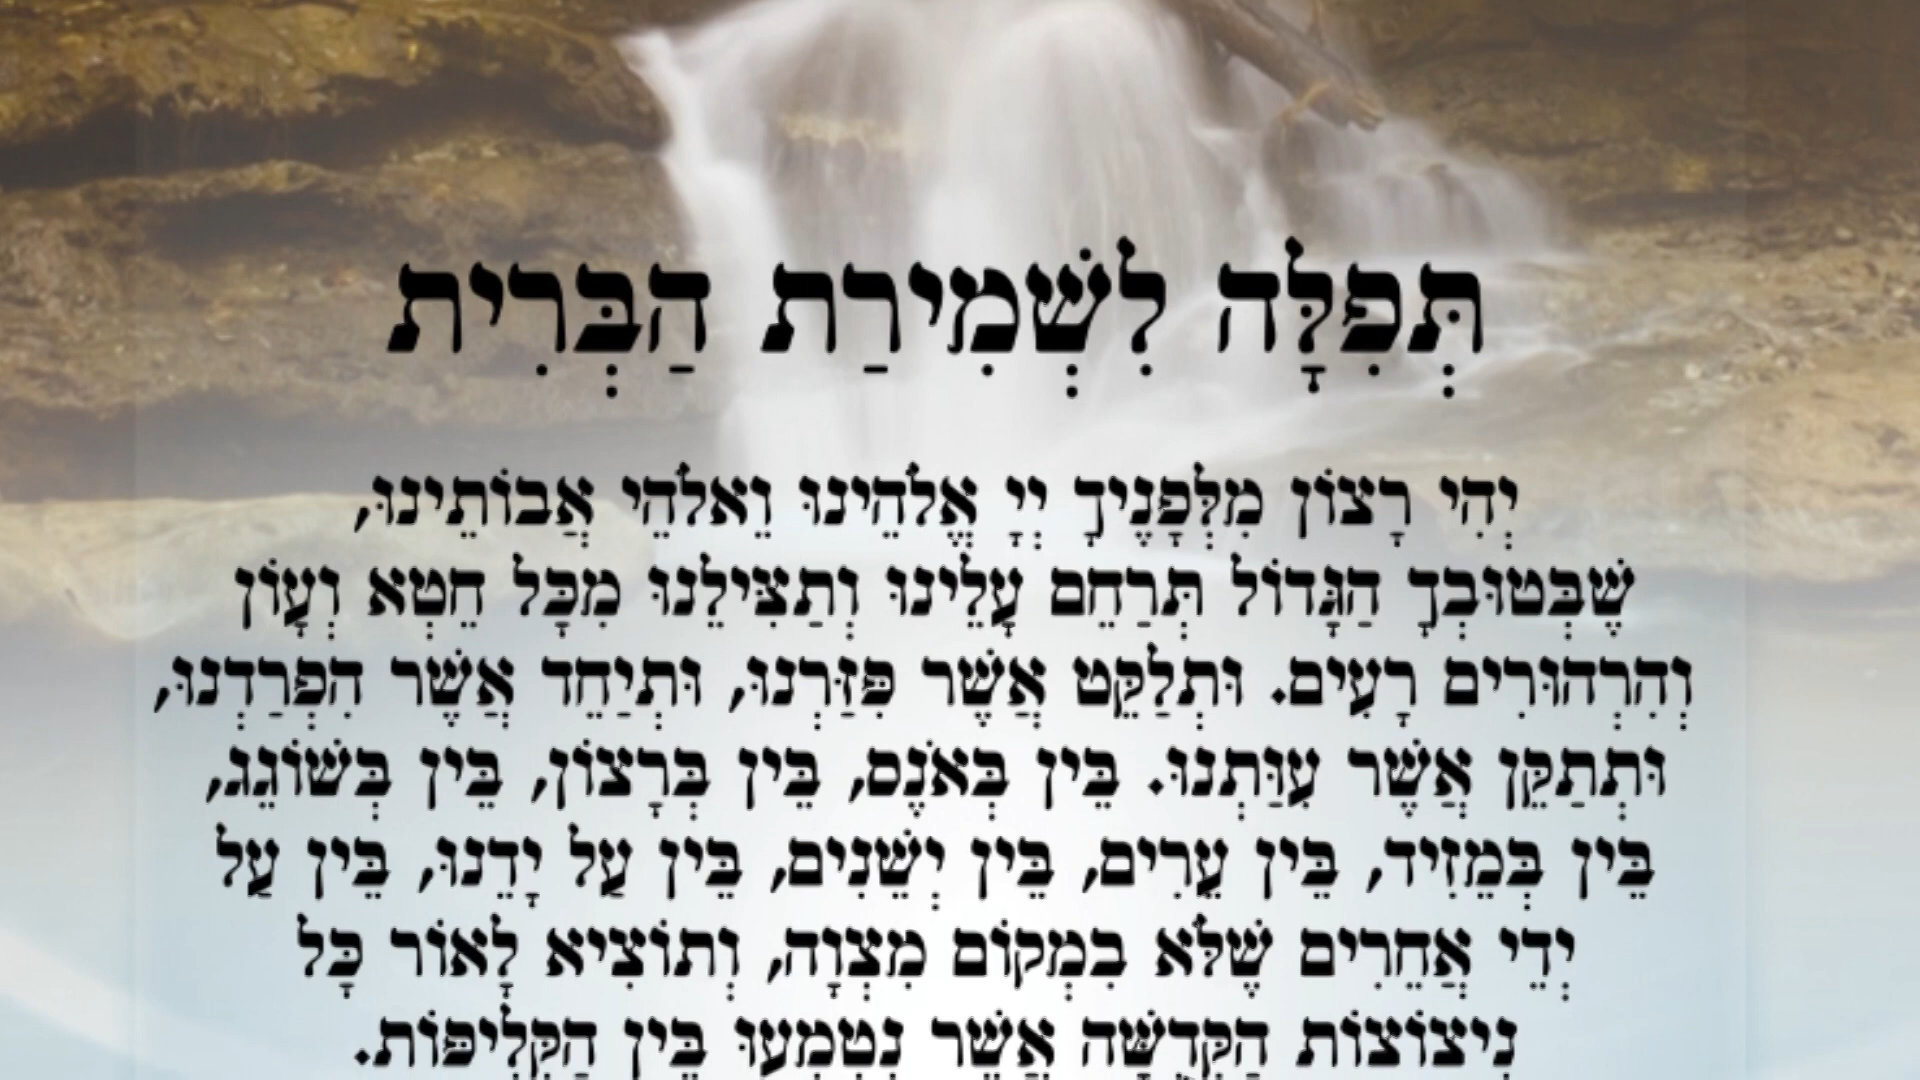 תְּפִלָּה לִשְׁמִירַת הַבְּרִית
יְהִי רָצוֹן מִלְּפָנֶיךָ יְיָ אֱלֹהֵינוּ וֵאלֹהֵי אֲבוֹתֵינוּ,
שֶׁבְּטוּבְךָ הַגָּדוֹל תְּרַחֵם עָלֵינוּ וְתַצִּילֵנוּ מִכָּל חֵטְא וְעָוֹן
וְהִרְהוּרִים רָעִים. וּתְלַקֵּט אֲשֶׁר פִּזַּרְנוּ, וּתְיַחֵד אֲשֶׁר הִפְרַדְנוּ,
וּתְתַקֵּן אֲשֶׁר עִוַּתְנוּ. בֵּין בְּאֹנֶס, בֵּין בְּרָצוֹן, בֵּין בְּשׁוֹגֵג,
בֵּין בְּמֵזִיד, בֵּין עֵרִים, בֵּין יְשֵׁנִים, בֵּין עַל יָדֵנוּ, בֵּין עַל
יְדֵי אֲחֵרִים שֶׁלֹּא בִּמְקוֹם מִצְוָה, וְתוֹצִיא לָאוֹר כָּל
נִיצוֹצוֹת הַקְּדֻשָּׁה אֲשֶׁר נִטְמְעוּ בֵּין הַקְּלִיפּוֹת.